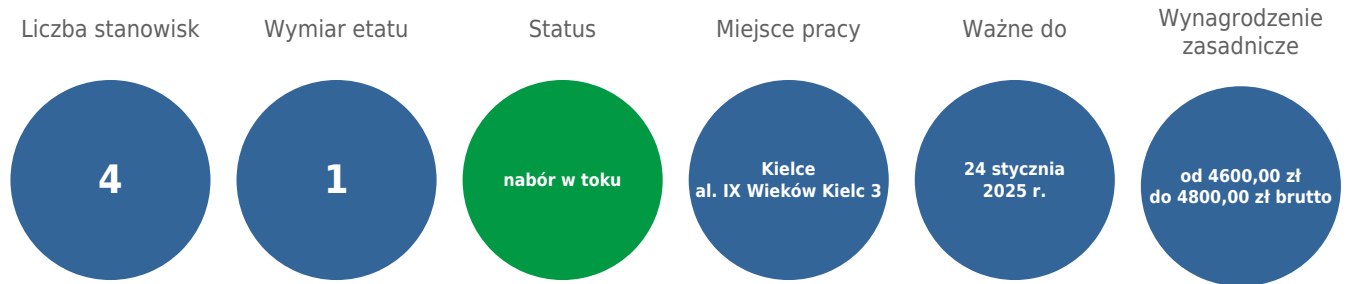 Liczba stanowisk
4
Wymiar etatu
1
Status
nabór w toku
Miejsce pracy
Kielce
al. IX Wieków Kielc 3
Ważne do
24 stycznia
2025 r.
Wynagrodzenie
zasadnicze
od 4600,00 zł
do 4800,00 zł brutto